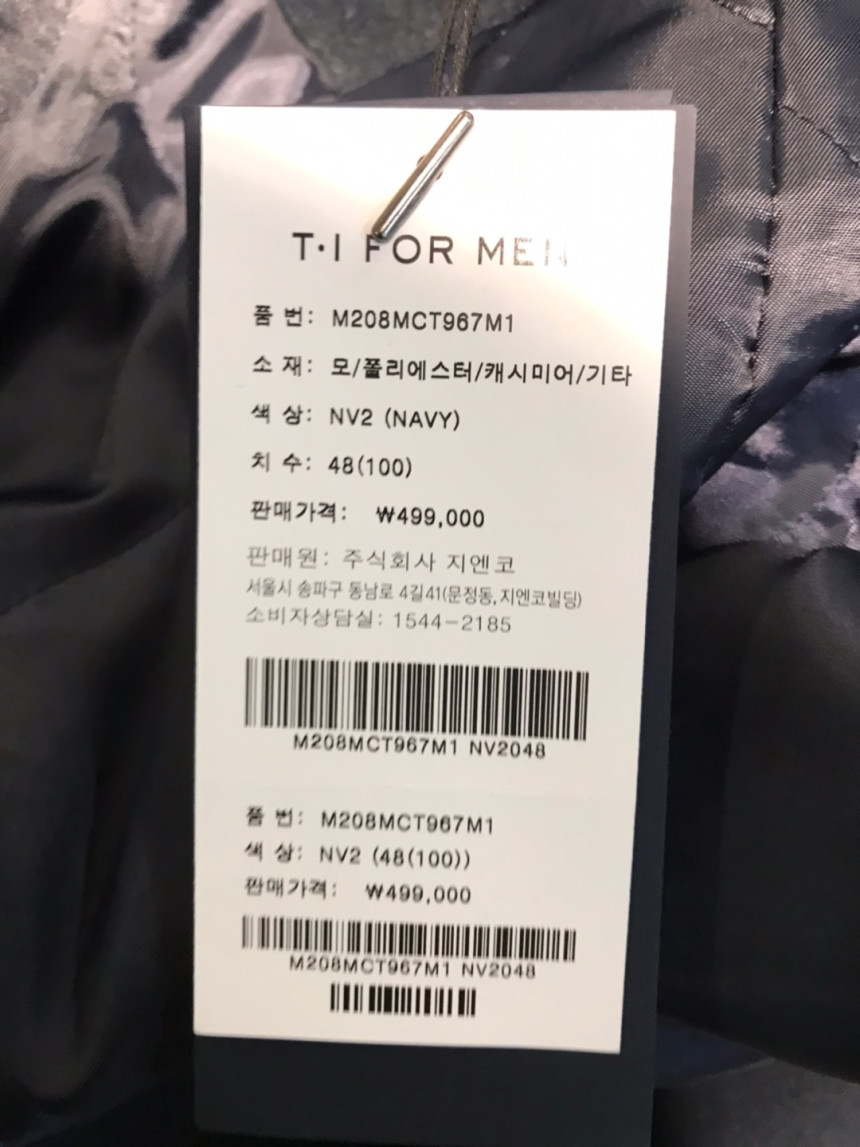 T·I FOR MEN
품 번: M208MCT967M1
소 재: 모/폴리에스터/캐시미어/기타
색 상: NV2 (NAVY)
치 수: 48(100)
판매가격: ₩499,000
판매원: 주식회사 지엔코
서울시 송파구 동남로 4길41(문정동,지엔코빌딩)
소비자상담실: 1544-2185
M208MCT967M1 NV2048
품 번: M208MCT967M1
색 상: NV2 (48(100))
판매가격: ₩499,000
M208MCT967M1 NV2048